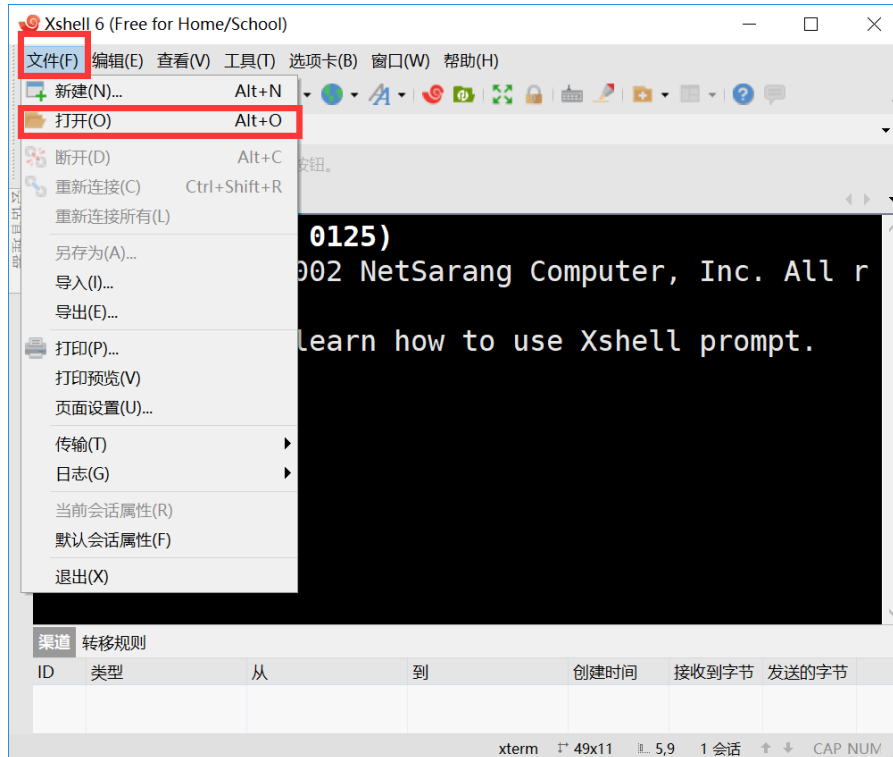 Xshell 6 (Free for Home/School)
文件(F) 编辑(E) 查看(V) 工具(T) 选项卡(B) 窗口(W) 帮助(H)
新建(N)... Alt+N
打开(O) Alt+O
断开(D) Alt+C
按钮。
重新连接(C) Ctrl+Shift+R
重新连接所有(L)
另存为(A)...
导入(I)...
导出(E)...
打印(P)...
打印预览(V)
页面设置(U)...
传输(T)
日志(G)
当前会话属性(R)
默认会话属性(F)
退出(X)
0125)
002 NetSarang Computer, Inc. All r
learn how to use Xshell prompt.
渠道 转移规则
ID 类型 从 到 创建时间 接收到字节 发送的字节
xterm 49x11 5,9 1 会话 CAP NUM